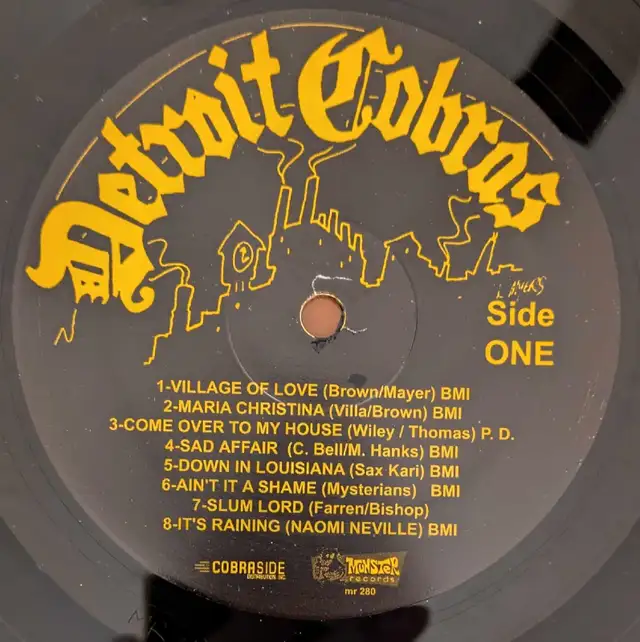 Detroit Cobras
2
Side
ONE
1-VILLAGE OF LOVE (Brown/Mayer) BMI
2-MARIA CHRISTINA (Villa/Brown) BMI
3-COME OVER TO MY HOUSE (Wiley / Thomas) P. D.
4-SAD AFFAIR (C. Bell/M. Hanks) BMI
5-DOWN IN LOUISIANA (Sax Kari) BMI
6-AIN'T IT A SHAME (Mysterians) BMI
7-SLUM LORD (Farren/Bishop)
8-IT'S RAINING (NAOMI NEVILLE) BMI
COBRASIDE
DISTRIBUTION INC.
MONSTER
records
mr 280